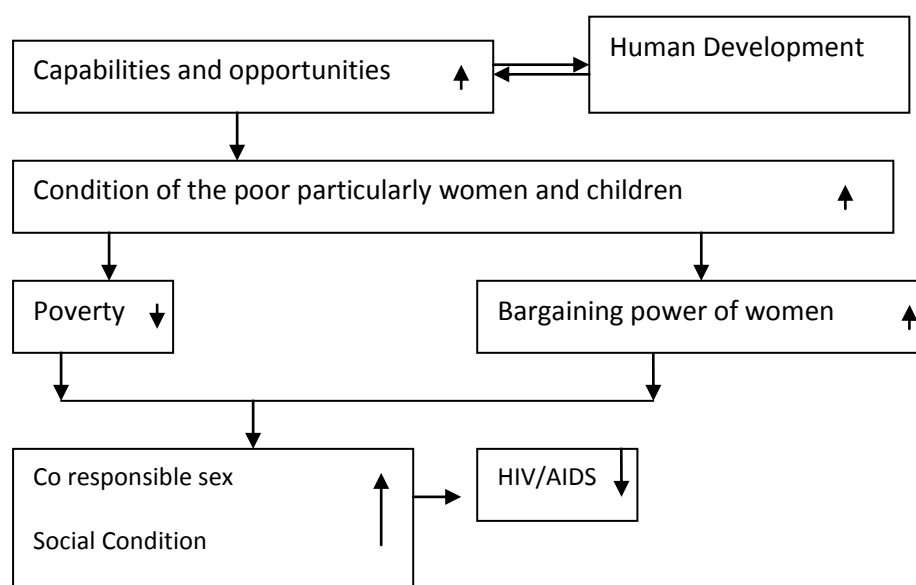 Human Development
Capabilities and opportunities
Condition of the poor particularly women and children
Poverty
Bargaining power of women
Co responsible sex
HIV/AIDS
Social Condition